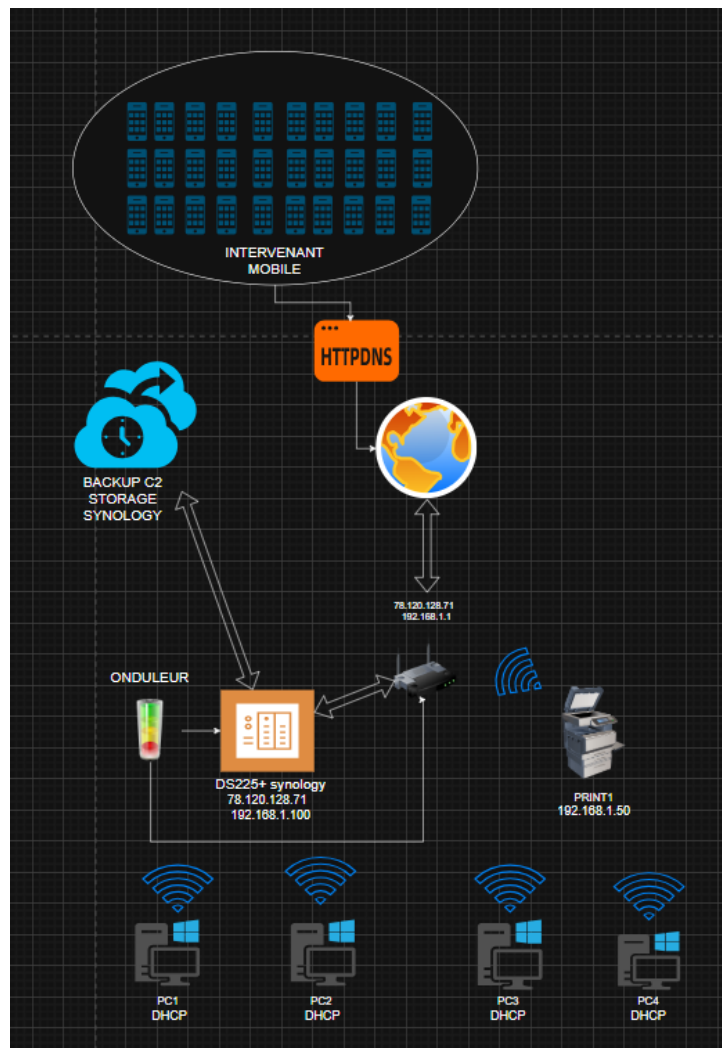 INTERVENANT
MOBILE
HTTPDNS
BACKUP C2
STORAGE
SYNOLOGY
78.120.128.71
192.168.1.1
ONDULEUR
DS225+ synology
78.120.128.71
192.168.1.100
PRINT1
192.168.1.50
PC1
DHCP
PC2
DHCP
PC3
DHCP
PC4
DHCP